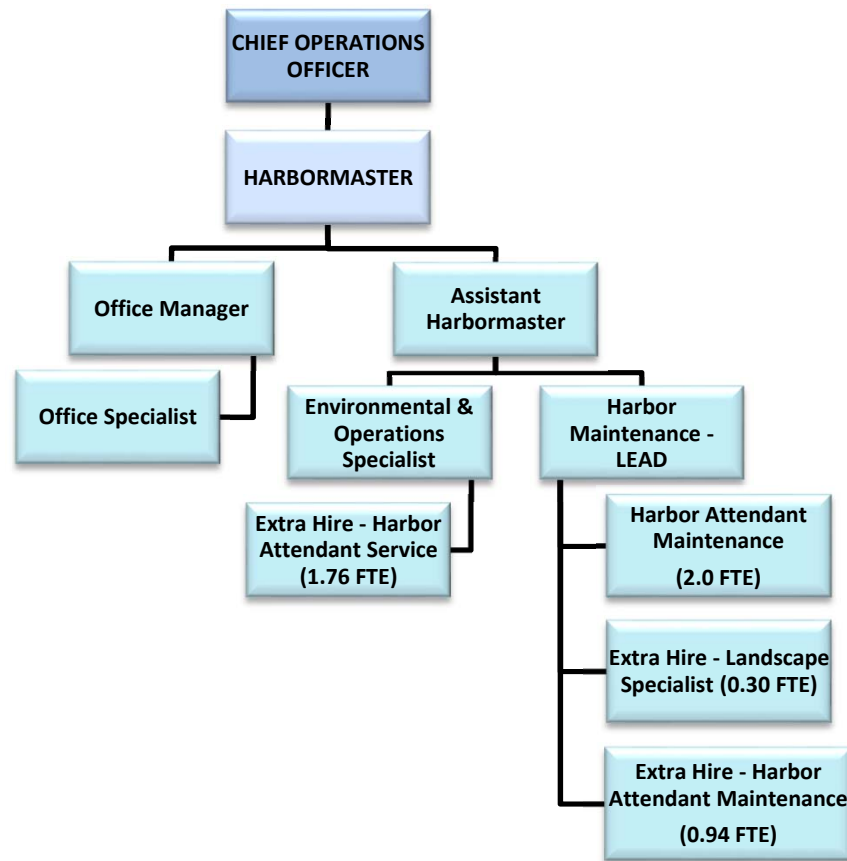 CHIEF OPERATIONS
OFFICER
HARBORMASTER
Office Manager
Assistant
Harbormaster
Office Specialist
Environmental &
Operations
Specialist
Harbor
Maintenance -
LEAD
Extra Hire - Harbor
Attendant Service
(1.76 FTE)
Harbor Attendant
Maintenance
(2.0 FTE)
Extra Hire - Landscape
Specialist (0.30 FTE)
Extra Hire - Harbor
Attendant Maintenance
(0.94 FTE)